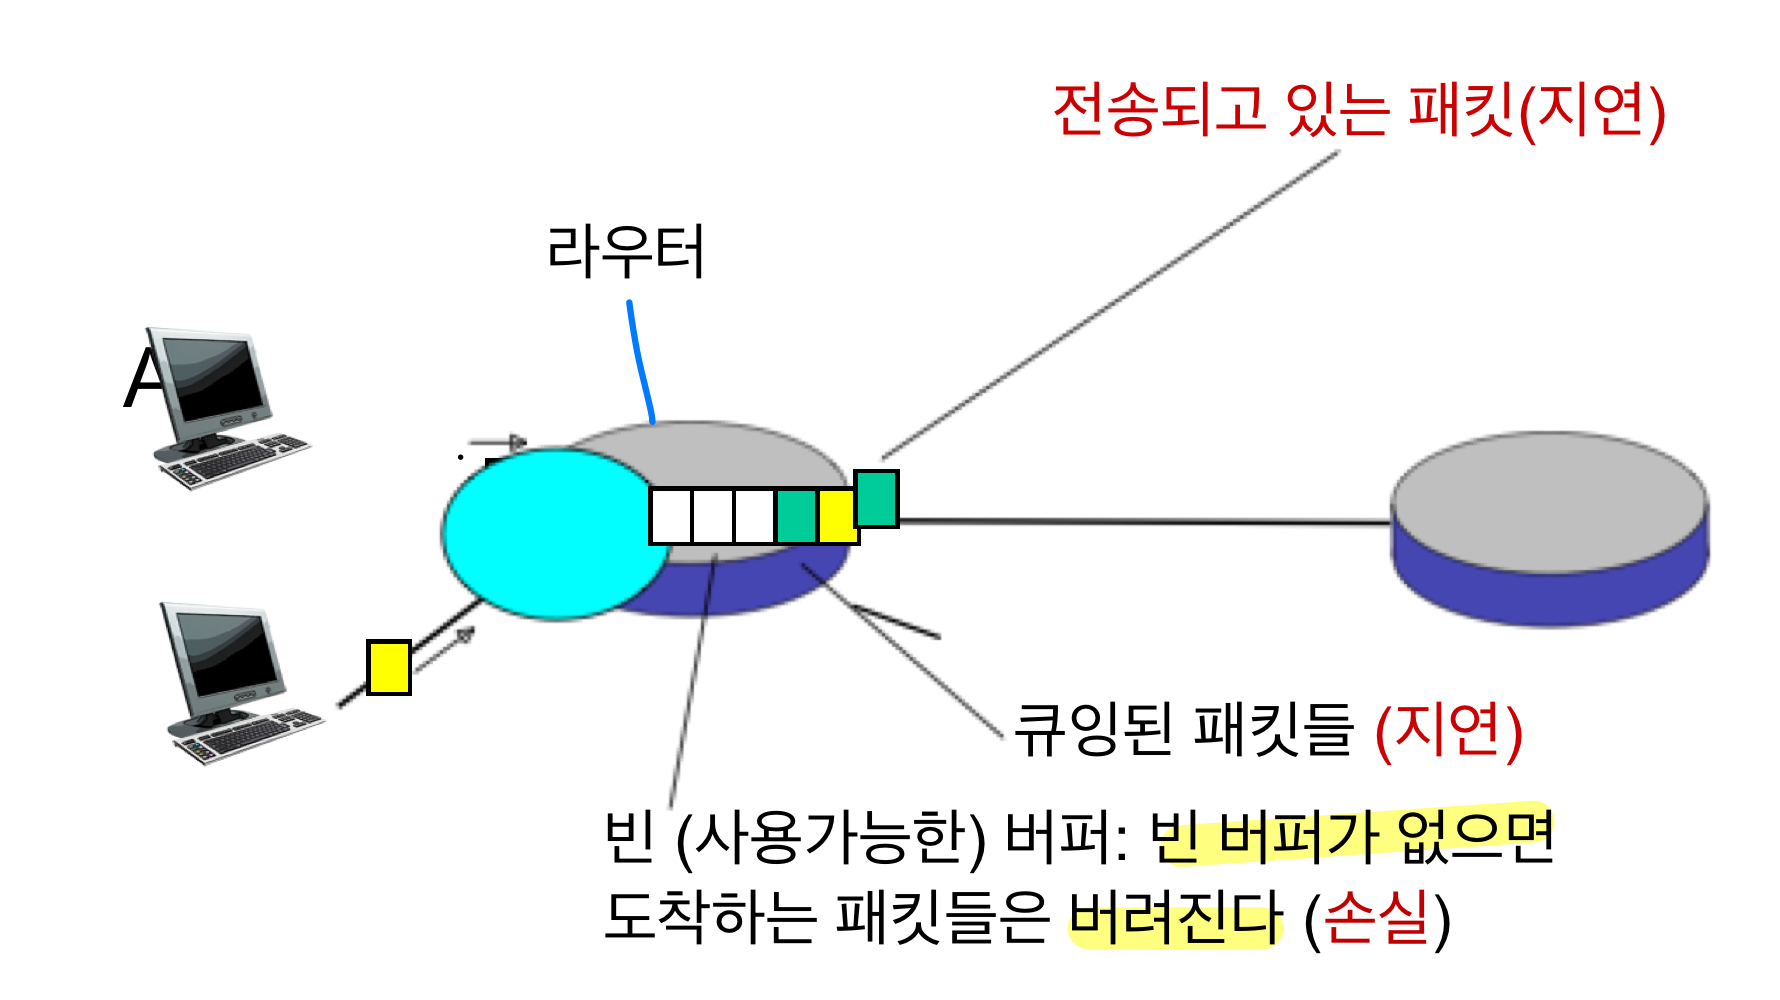 전송되고 있는 패킷(지연)
라우터
A
큐잉된 패킷들 (지연)
빈 (사용가능한) 버퍼: 빈 버퍼가 없으면
도착하는 패킷들은 버려진다 (손실)